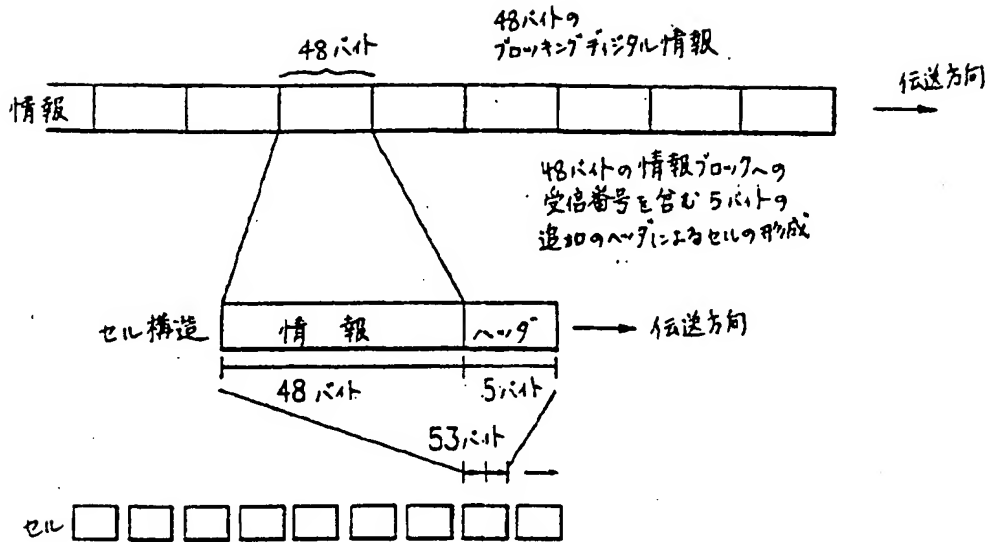 48バイトの
ブロッキングディジタル情報
48バイト
情報
伝送方向
48バイトの情報ブロックへの
受信番号を含む5バイトの
追加のヘッダによるセルの形成
セル構造
情報
ヘッダ
伝送方向
48バイト
5バイト
53バイト
セル